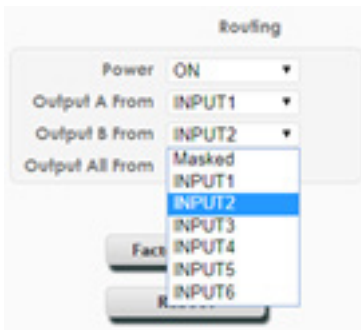 Routing
Power ON
Output A From INPUT1
Output B From INPUT2
Output All From
Masked
INPUT1
INPUT2
INPUT3
INPUT4
INPUT5
INPUT6